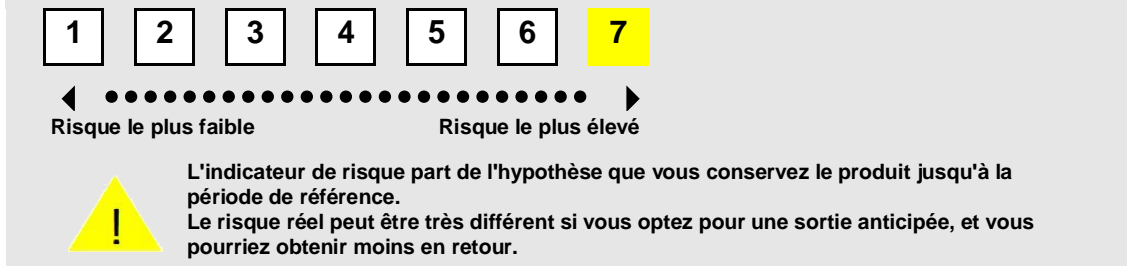 1 2 3 4 5 6 7
Risque le plus faible Risque le plus élevé
L'indicateur de risque part de l'hypothèse que vous conservez le produit jusqu'à la
période de référence.
Le risque réel peut être très différent si vous optez pour une sortie anticipée, et vous
pourriez obtenir moins en retour.
!